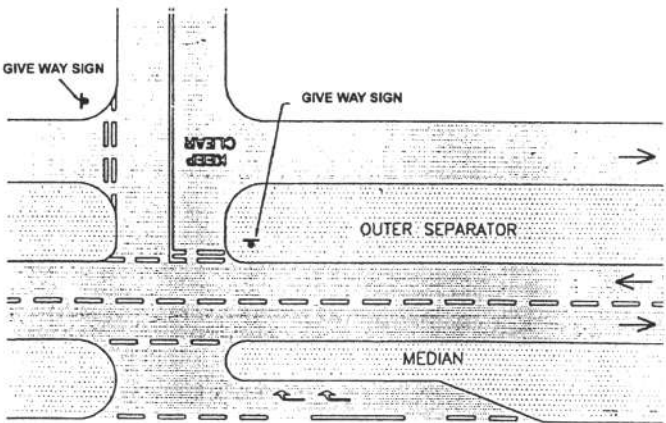 GIVE WAY SIGN
GIVE WAY SIGN
KEEP
CLEAR
OUTER SEPARATOR
MEDIAN